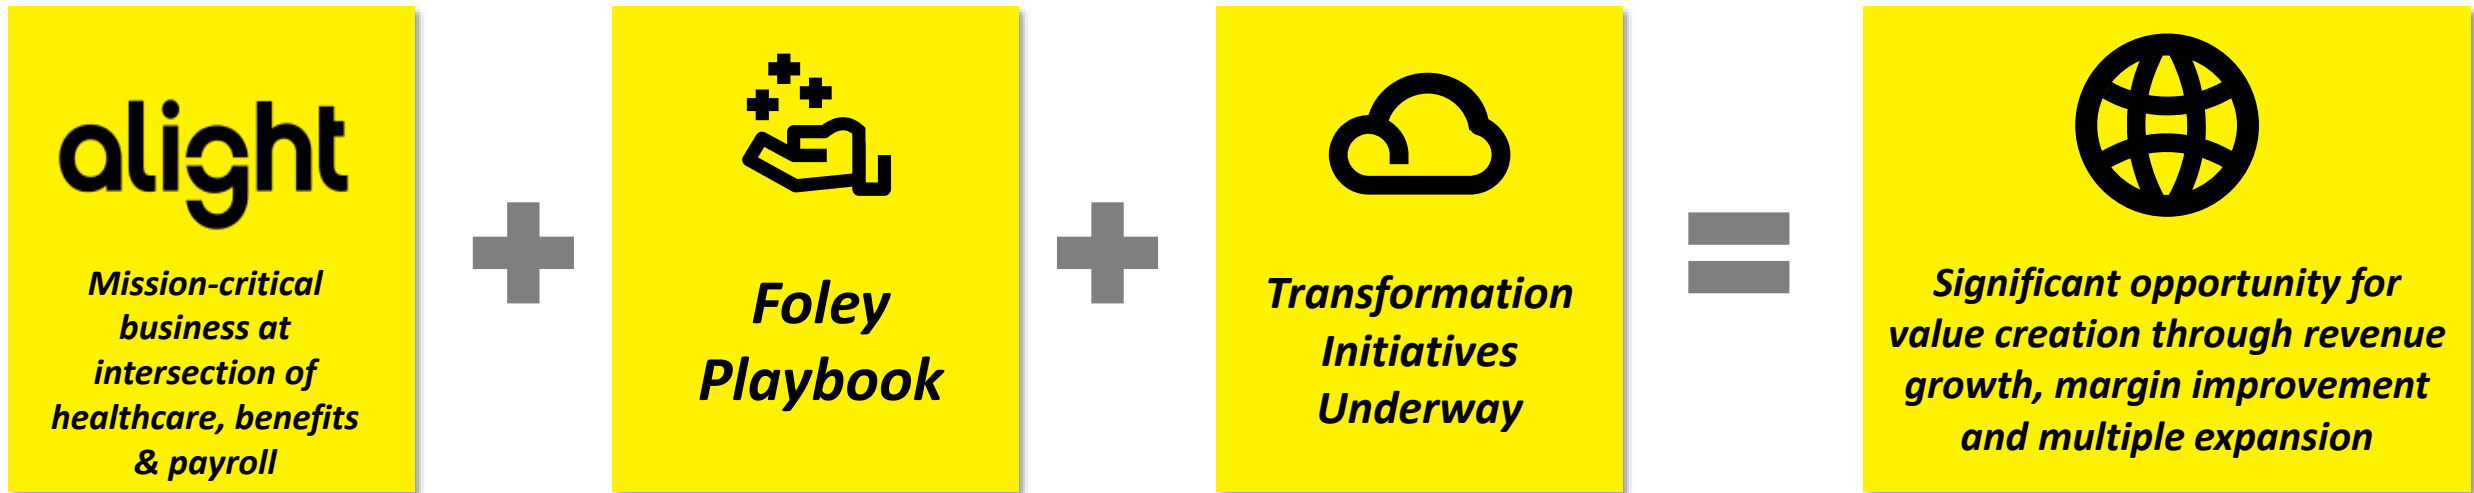 alight
Mission-critical
business at
intersection of
healthcare, benefits
& payroll
Foley
Playbook
Transformation
Initiatives
Underway
Significant opportunity for
value creation through revenue
growth, margin improvement
and multiple expansion